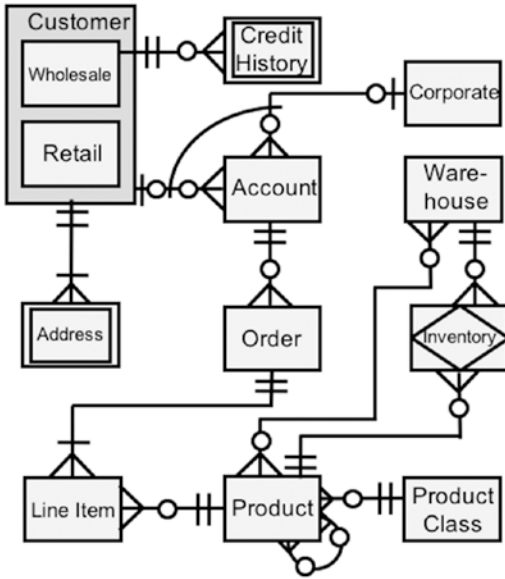 Customer
Wholesale
Retail
Credit
History
Corporate
Account
Ware-
house
Address
Order
Inventory
Line Item
Product
Product
Class